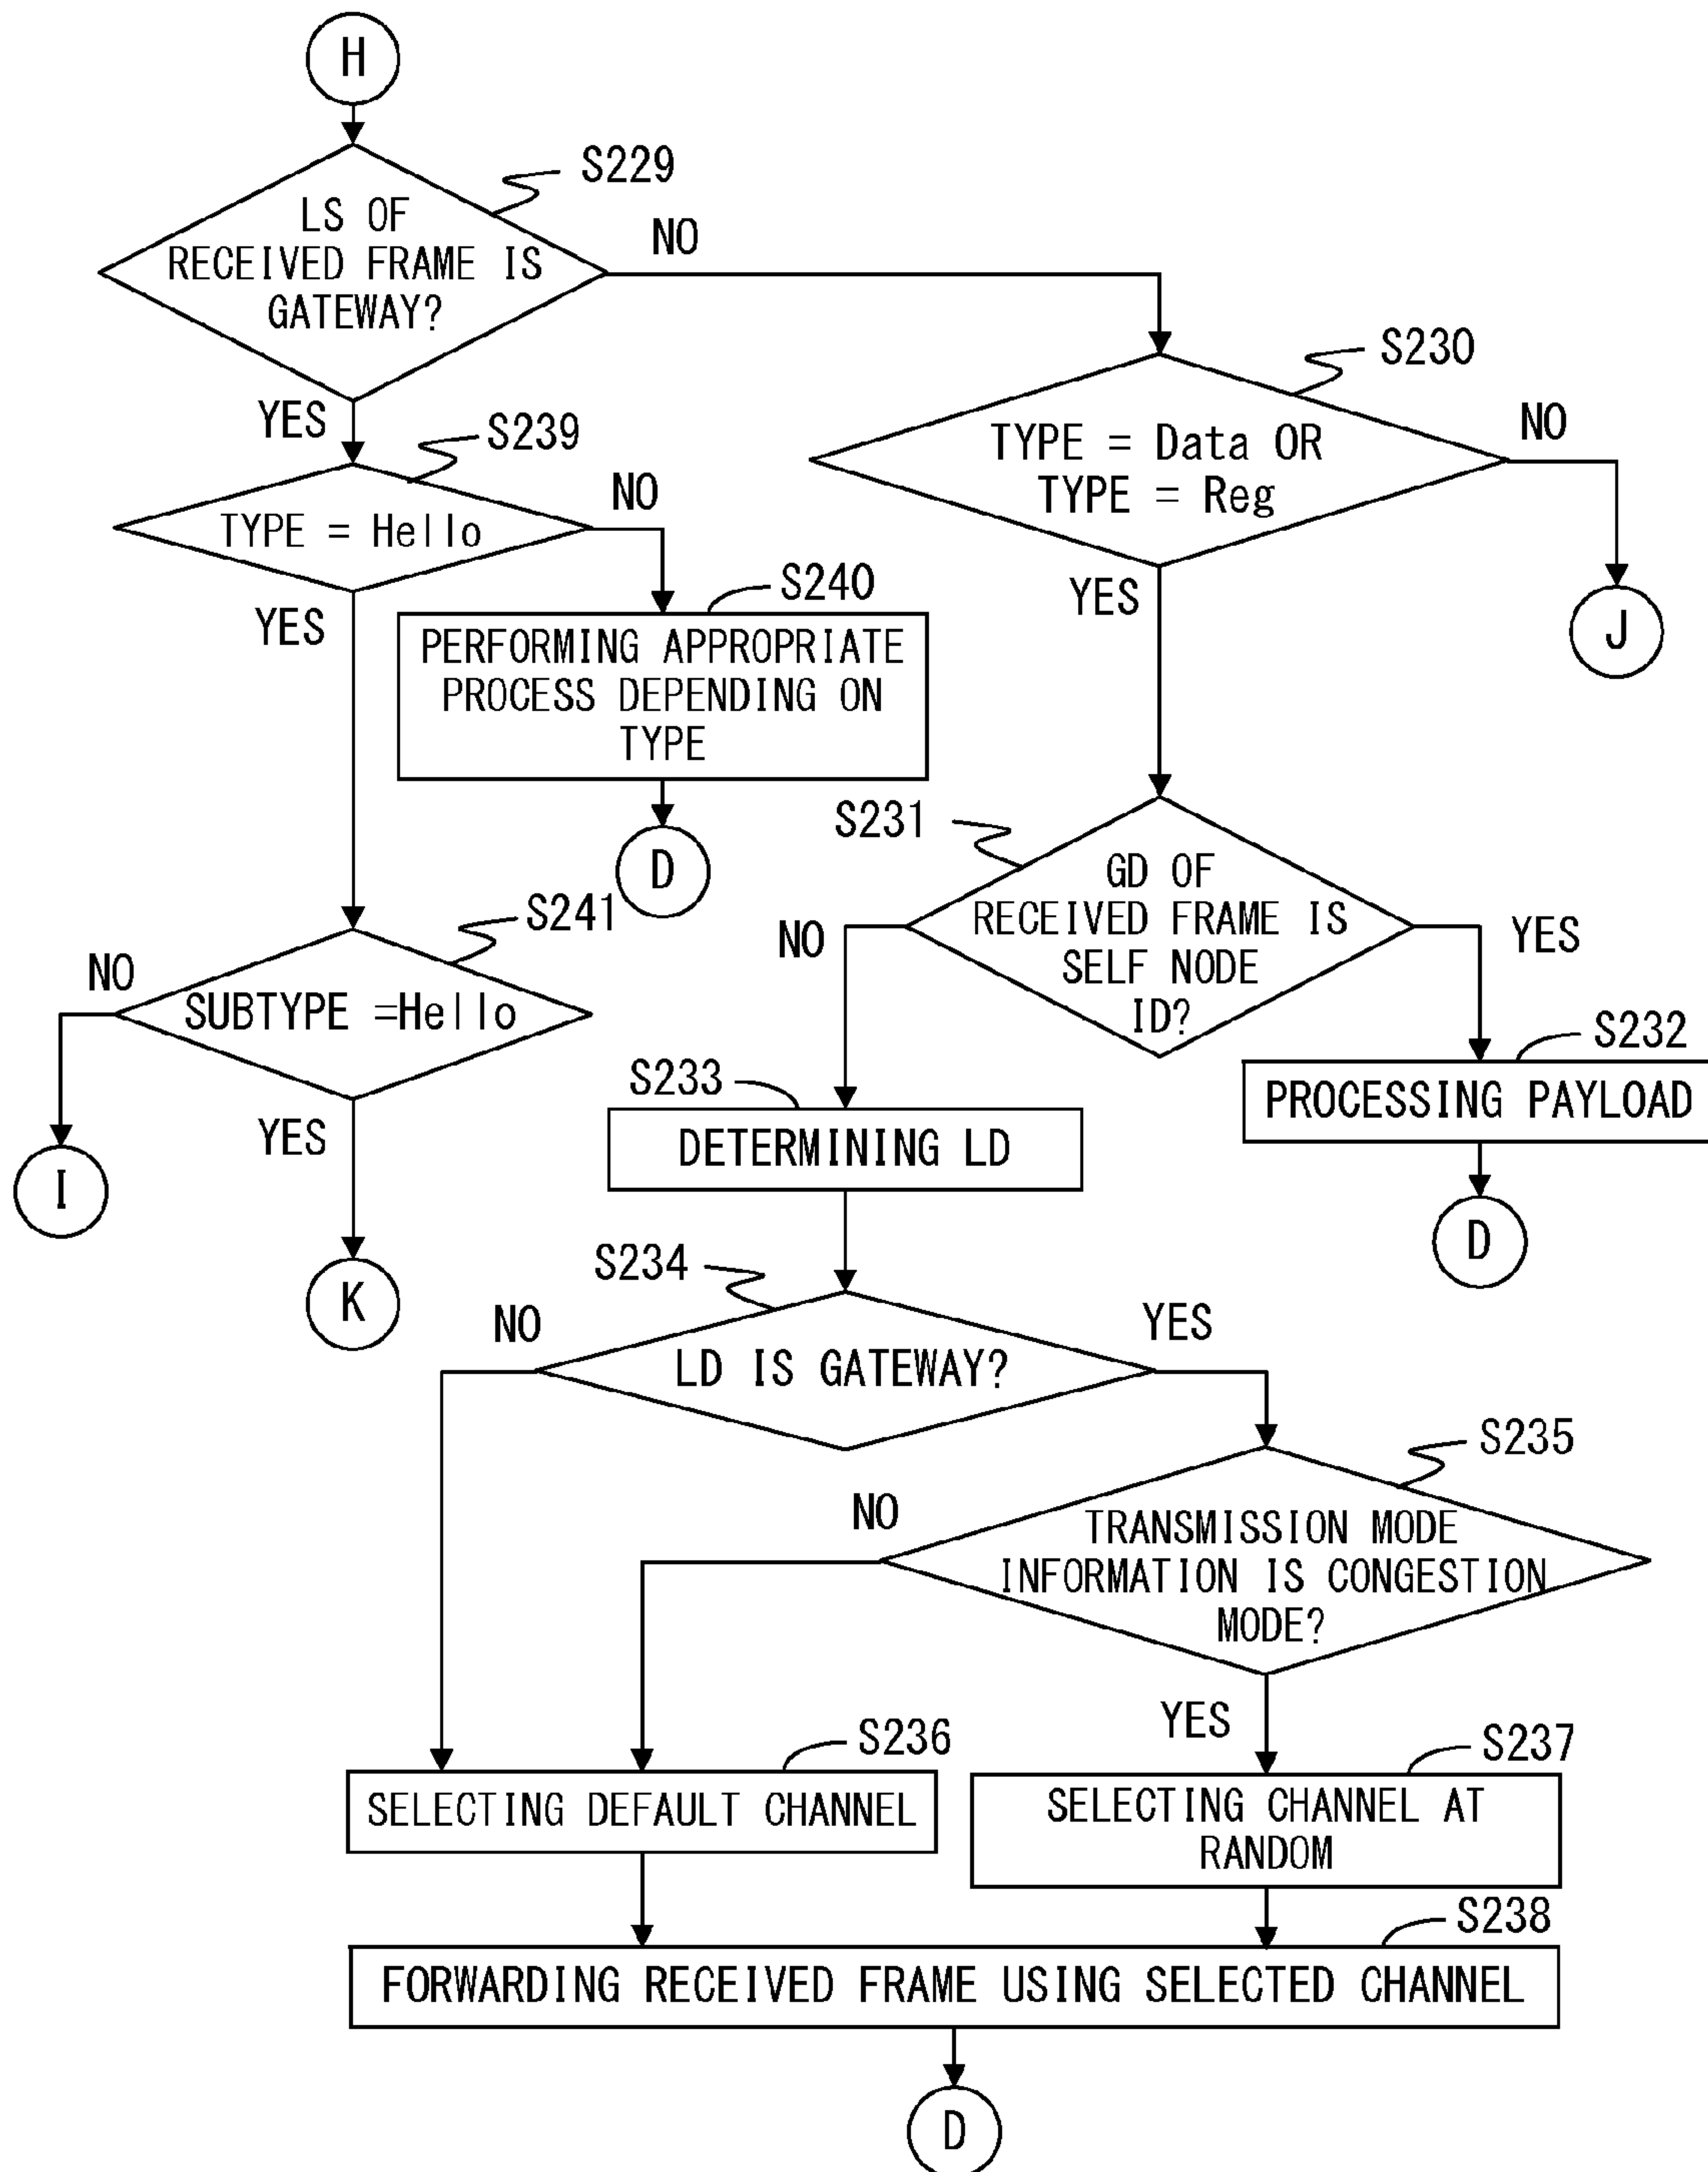 H
S229
LS OF
RECEIVED FRAME IS
GATEWAY?
NO
YES
S230
TYPE = Data OR
TYPE = Reg
NO
YES
J
S239
TYPE = Hello
NO
YES
S240
PERFORMING APPROPRIATE
PROCESS DEPENDING ON
TYPE
D
S231
GD OF
RECEIVED FRAME IS
SELF NODE
ID?
NO
YES
S241
SUBTYPE =Hello
NO
YES
I
K
S232
PROCESSING PAYLOAD
D
S233
DETERMINING LD
S234
LD IS GATEWAY?
NO
YES
S235
TRANSMISSION MODE
INFORMATION IS CONGESTION
MODE?
NO
YES
S236
SELECTING DEFAULT CHANNEL
S237
SELECTING CHANNEL AT
RANDOM
S238
FORWARDING RECEIVED FRAME USING SELECTED CHANNEL
D